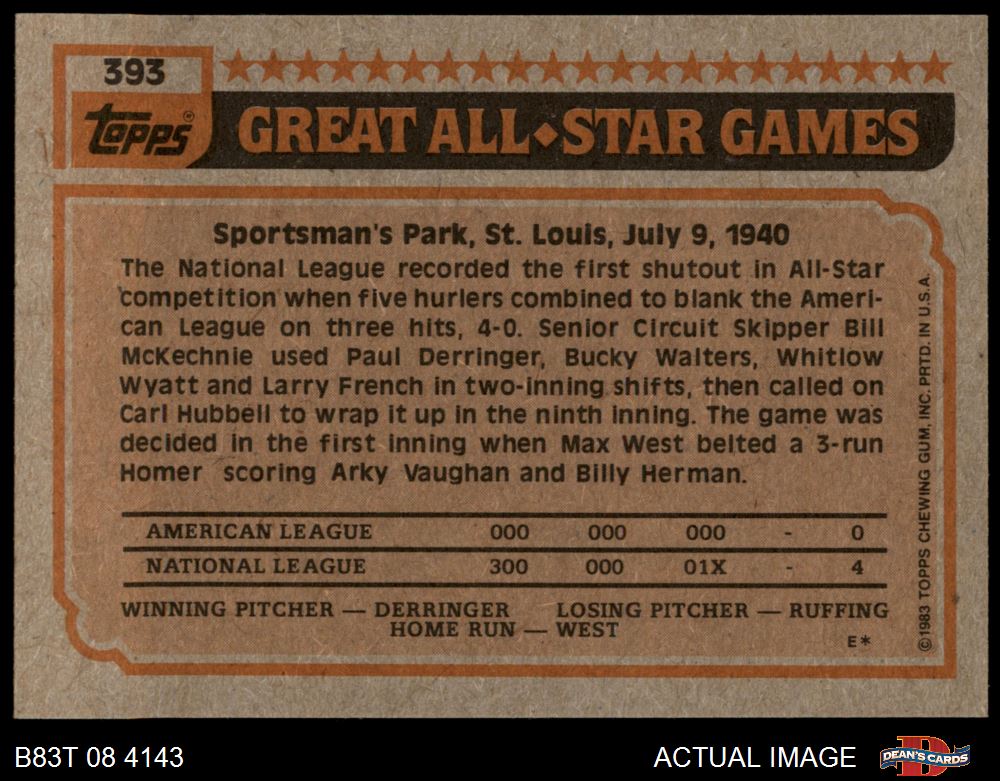 393
topps®
GREAT ALL◆STAR GAMES
Sportsman's Park, St. Louis, July 9, 1940
The National League recorded the first shutout in All-Star
competition when five hurlers combined to blank the Ameri-
can League on three hits, 4-0. Senior Circuit Skipper Bill
McKechnie used Paul Derringer, Bucky Walters, Whitlow
Wyatt and Larry French in two-inning shifts, then called on
Carl Hubbell to wrap it up in the ninth inning. The game was
decided in the first inning when Max West belted a 3-run
Homer scoring Arky Vaughan and Billy Herman.
AMERICAN LEAGUE 000 000 000 - 0
NATIONAL LEAGUE 300 000 01X - 4
WINNING PITCHER — DERRINGER LOSING PITCHER — RUFFING
HOME RUN — WEST
E*
©1983 TOPPS CHEWING GUM, INC. PRTD. IN U.S.A.
B83T 08 4143
ACTUAL IMAGE
DEAN'S CARDS